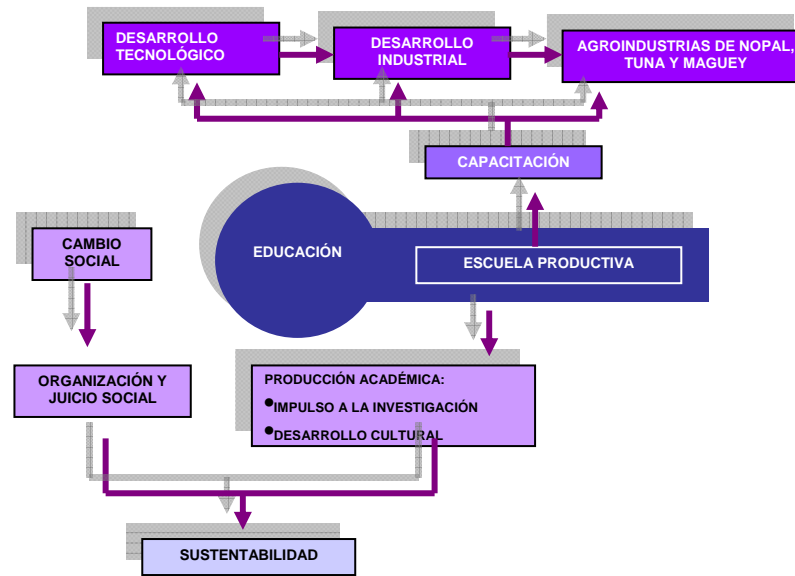 DESARROLLO
TECNOLÓGICO
DESARROLLO
INDUSTRIAL
AGROINDUSTRIAS DE NOPAL,
TUNA Y MAGUEY
CAPACITACIÓN
CAMBIO
SOCIAL
EDUCACIÓN
ESCUELA PRODUCTIVA
ORGANIZACIÓN Y
JUICIO SOCIAL
PRODUCCIÓN ACADÉMICA:
●IMPULSO A LA INVESTIGACIÓN
●DESARROLLO CULTURAL
SUSTENTABILIDAD